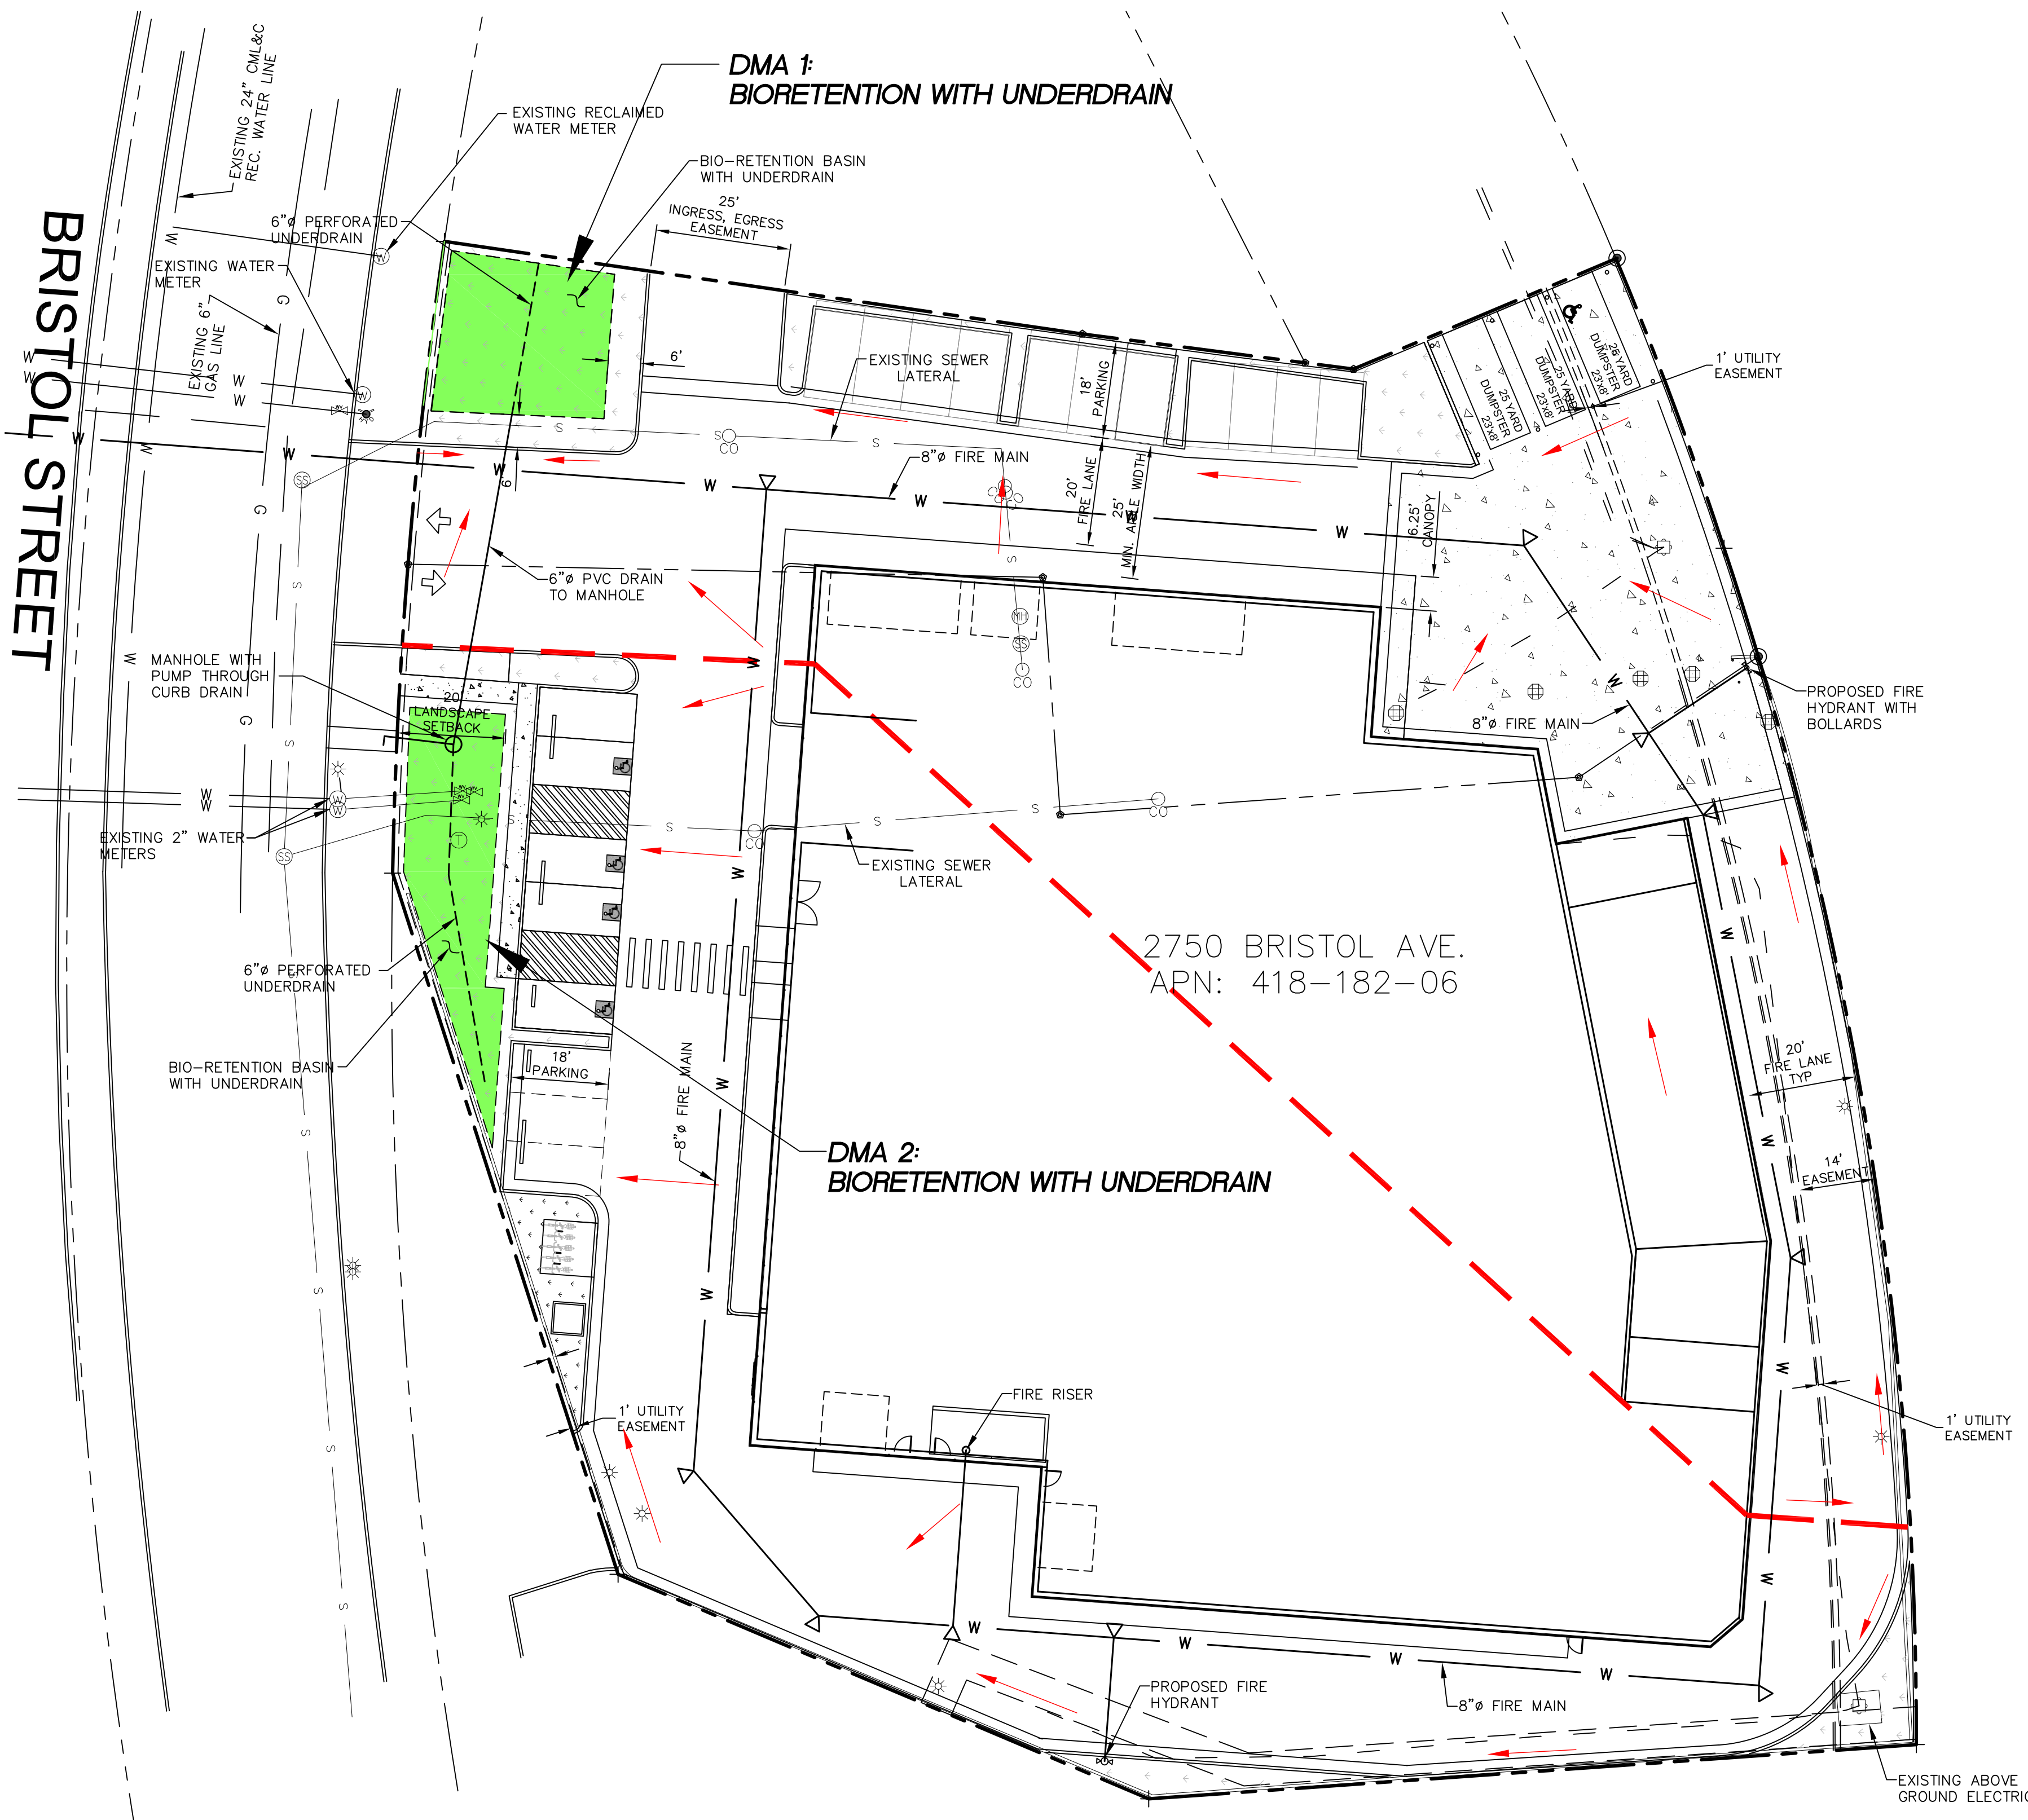 DMA 1:
BIORETENTION WITH UNDERDRAIN
EXISTING 24" CML&C
REC. WATER LINE
EXISTING RECLAIMED
WATER METER
BIO-RETENTION BASIN
WITH UNDERDRAIN
25'
INGRESS, EGRESS
EASEMENT
6"ø PERFORATED
UNDERDRAIN
EXISTING WATER
METER
EXISTING 6"
GAS LINE
BRISTOL STREET
6'
6'
EXISTING SEWER
LATERAL
18'
PARKING
25 YARD
DUMPSTER
23'x8'
25 YARD
DUMPSTER
23'x8'
25 YARD
DUMPSTER
23'x8'
1' UTILITY
EASEMENT
8"ø FIRE MAIN
20'
FIRE LANE
25'
MIN. AISLE WIDTH
6.25'
CANOPY
6"ø PVC DRAIN
TO MANHOLE
MANHOLE WITH
PUMP THROUGH
CURB DRAIN
20'
LANDSCAPE
SETBACK
8"ø FIRE MAIN
PROPOSED FIRE
HYDRANT WITH
BOLLARDS
EXISTING 2" WATER
METERS
EXISTING SEWER
LATERAL
2750 BRISTOL AVE.
APN: 418-182-06
6"ø PERFORATED
UNDERDRAIN
BIO-RETENTION BASIN
WITH UNDERDRAIN
18'
PARKING
8"ø FIRE MAIN
20'
FIRE LANE
TYP
DMA 2:
BIORETENTION WITH UNDERDRAIN
14'
EASEMENT
FIRE RISER
1' UTILITY
EASEMENT
1' UTILITY
EASEMENT
PROPOSED FIRE
HYDRANT
8"ø FIRE MAIN
EXISTING ABOVE
GROUND ELECTRIC